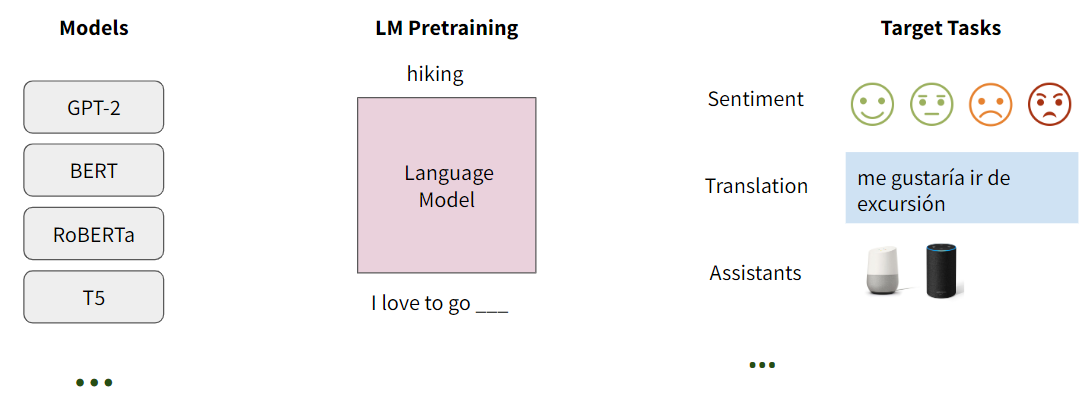 Models
GPT-2
BERT
RoBERTa
T5
...
LM Pretraining
hiking
Language
Model
I love to go ___
Target Tasks
Sentiment
Translation
me gustaría ir de
excursión
Assistants
...